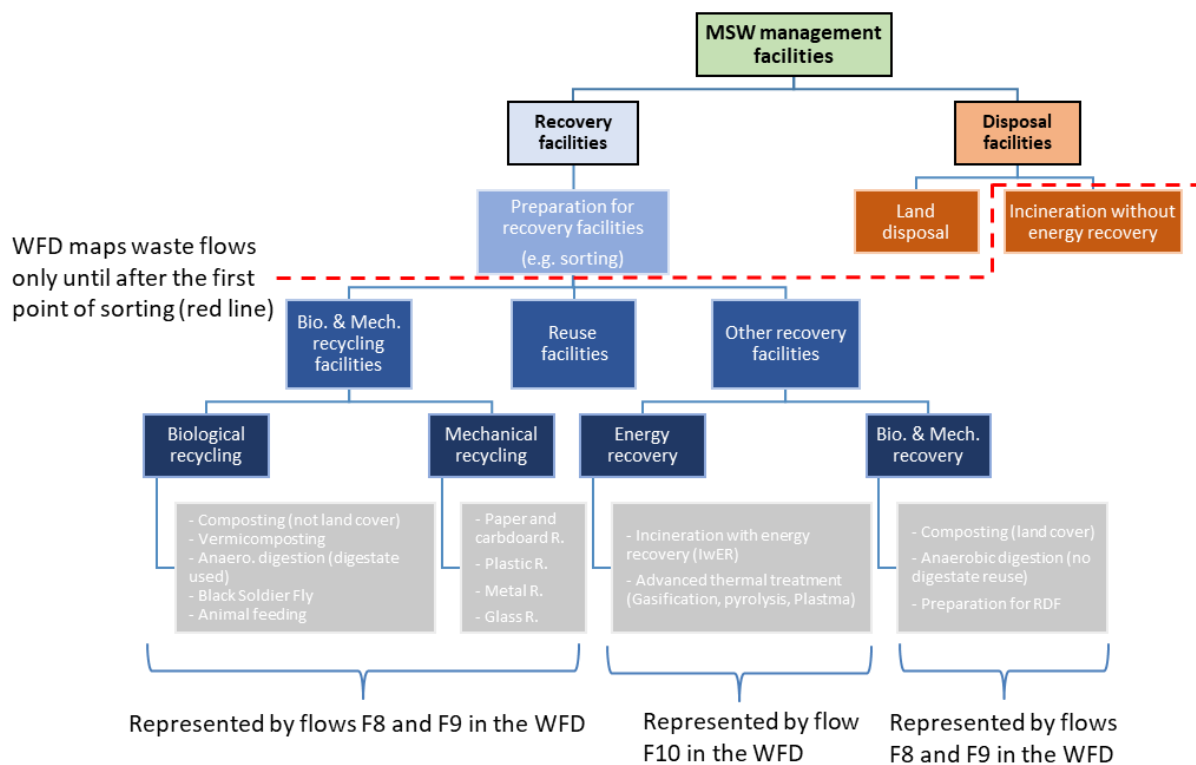 MSW management
facilities
Recovery
facilities
Disposal
facilities
Preparation for
recovery facilities
(e.g. sorting)
Land
disposal
Incineration without
energy recovery
WFD maps waste flows
only until after the first
point of sorting (red line)
Bio. & Mech.
recycling
facilities
Reuse
facilities
Other recovery
facilities
Biological
recycling
Mechanical
recycling
Energy
recovery
Bio. & Mech.
recovery
- Composting (not land cover)
- Vermicomposting
- Anaero. digestion (digestate
used)
- Black Soldier Fly
- Animal feeding
- Paper and
carbdoard R.
- Plastic R.
- Metal R.
- Glass R.
- Incineration with energy
recovery (IwER)
- Advanced thermal treatment
(Gasification, pyrolysis, Plastma)
- Composting (land
cover)
- Anaerobic digestion (no
digestate reuse)
- Preparation for RDF
Represented by flows F8 and F9 in the WFD
Represented by flow
F10 in the WFD
Represented by flows
F8 and F9 in the WFD